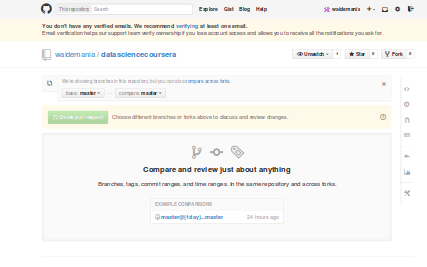 This repository Search Explore Gist Blog Help waldemania
You don't have any verified emails. We recommend verifying at least one email.
Email verification helps our support team verify ownership if you lose account access and allows you to receive all the notifications you ask for.
waldemania / datasciencecoursera Unwatch 1 Star 0 Fork 0
We're showing branches in this repository, but you can also compare across forks.
base: master ... compare: master
Create pull request Choose different branches or forks above to discuss and review changes.
Compare and review just about anything
Branches, tags, commit ranges, and time ranges. In the same repository and across forks.
EXAMPLE COMPARISONS
master@{1day}...master 24 hours ago